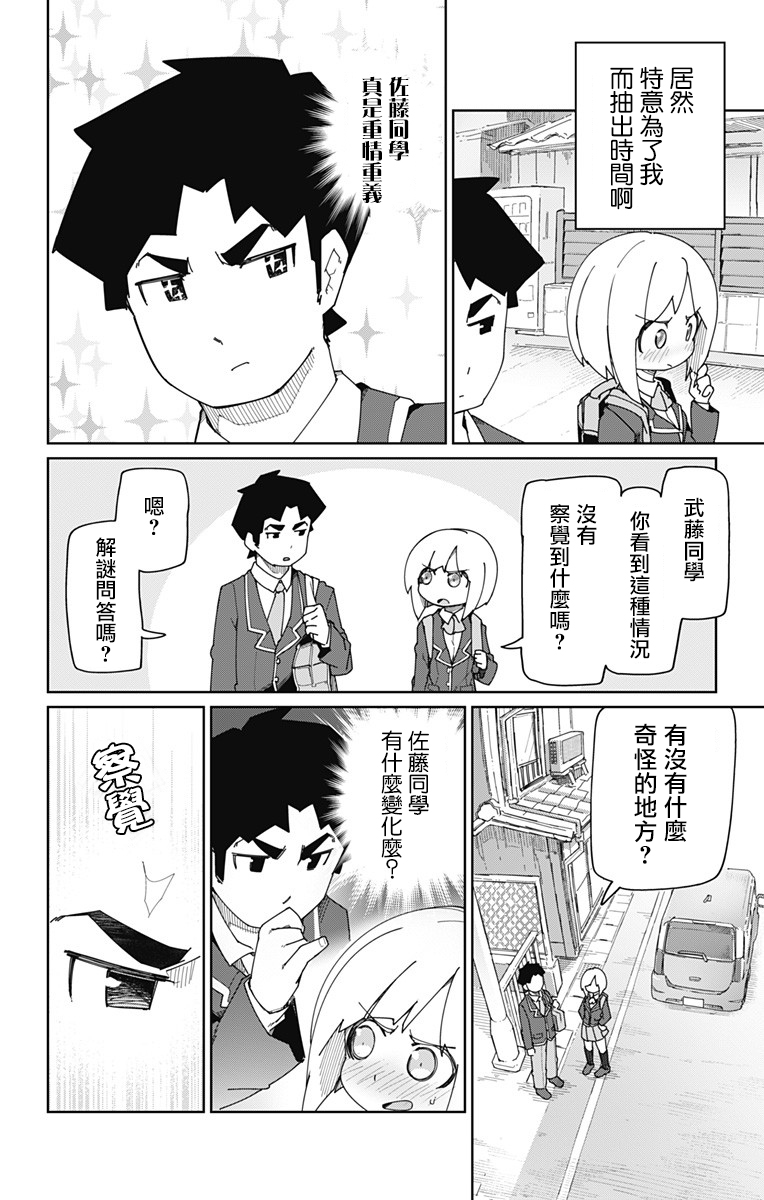 居然
特意為了我
而抽出時間啊
佐藤同學
真是重情重義
武藤同學
你看到這種情況
沒有
察覺到什麼嗎？
嗯？
解謎問答嗎？
有沒有什麼
奇怪的地方？
佐藤同學
有什麼變化麼？
察覺